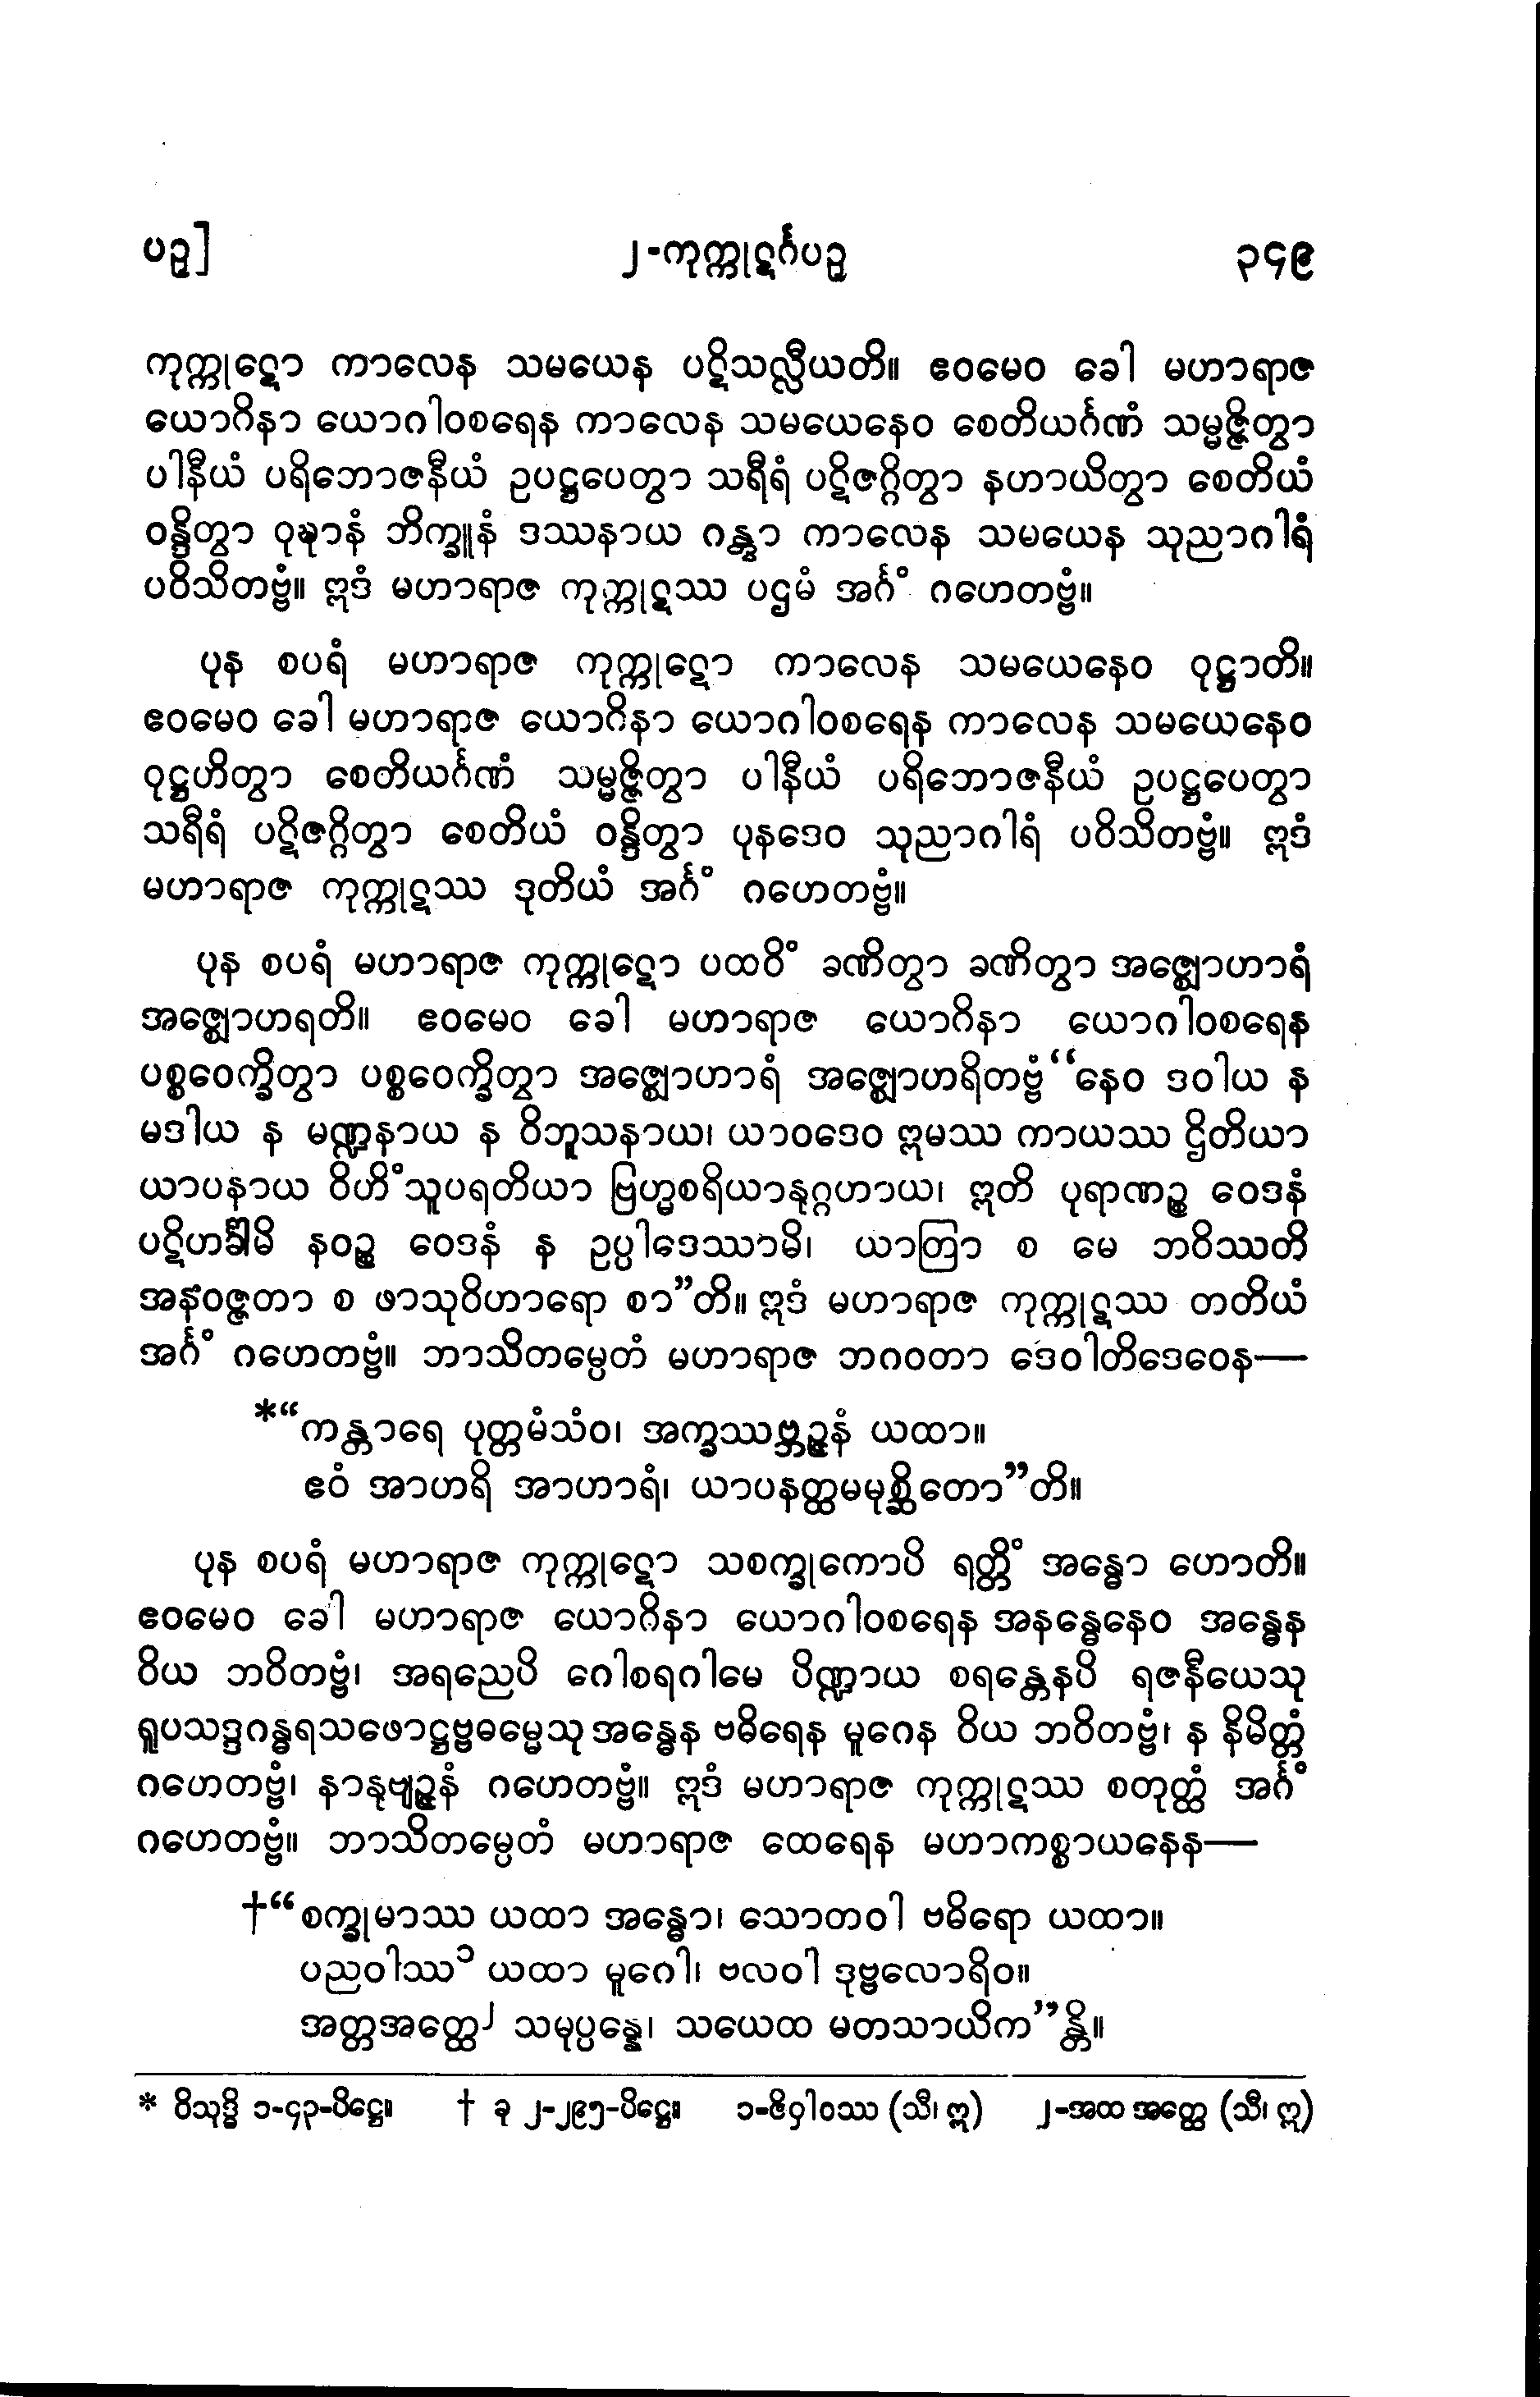 ပဉှ]
၂-ကုက္ကုဋင်္ဂပဉှ
၃၄၉
ကုက္ကုဋော ကာလေန သမယေန ပဋိသလ္လီယတိ။ ဧဝမေဝ ခေါ မဟာရာဇ
ယောဂိနာ ယောဂါဝစရေန ကာလေန သမယေနေဝ စေတိယင်္ဂဏံ သမ္မဇ္ဇိတွာ
ပါနီယံ ပရိဘောဇနီယံ ဥပဋ္ဌပေတွာ သရီရံ ပဋိဇဂ္ဂိတွာ နဟာယိတွာ စေတိယံ
ဝန္ဒိတွာ ဝုဍ္ဎာနံ ဘိက္ခူနံ ဒဿနာယ ဂန္တွာ ကာလေန သမယေန သုညာဂါရံ
ပဝိသိတဗ္ဗံ။ ဣဒံ မဟာရာဇ ကုက္ကုဋဿ ပဌမံ အင်္ဂံ ဂဟေတဗ္ဗံ။
ပုန စပရံ မဟာရာဇ ကုက္ကုဋော ကာလေန သမယေနေဝ ဝုဋ္ဌာတိ။
ဧဝမေဝ ခေါ မဟာရာဇ ယောဂိနာ ယောဂါဝစရေန ကာလေန သမယေနေဝ
ဝုဋ္ဌဟိတွာ စေတိယင်္ဂဏံ သမ္မဇ္ဇိတွာ ပါနီယံ ပရိဘောဇနီယံ ဥပဋ္ဌပေတွာ
သရီရံ ပဋိဇဂ္ဂိတွာ စေတိယံ ဝန္ဒိတွာ ပုနဒေဝ သုညာဂါရံ ပဝိသိတဗ္ဗံ။ ဣဒံ
မဟာရာဇ ကုက္ကုဋဿ ဒုတိယံ အင်္ဂံ ဂဟေတဗ္ဗံ။
ပုန စပရံ မဟာရာဇ ကုက္ကုဋော ပထဝိံ ခဏိတွာ ခဏိတွာ အဇ္ဈောဟာရံ
အဇ္ဈောဟရတိ။ ဧဝမေဝ ခေါ မဟာရာဇ ယောဂိနာ ယောဂါဝစရေန
ပစ္စဝေက္ခိတွာ ပစ္စဝေက္ခိတွာ အဇ္ဈောဟာရံ အဇ္ဈောဟရိတဗ္ဗံ“နေဝ ဒဝါယ န
မဒါယ န မဏ္ဍနာယ န ဝိဘူသနာယ၊ ယာဝဒေဝ ဣမဿ ကာယဿ ဌိတိယာ
ယာပနာယ ဝိဟိံသူပရတိယာ ဗြဟ္မစရိယာနုဂ္ဂဟာယ၊ ဣတိ ပုရာဏဉ္စ ဝေဒနံ
ပဋိဟင်္ခါမိ နဝဉ္စ ဝေဒနံ န ဥပ္ပါဒေဿာမိ၊ ယာတြာ စ မေ ဘဝိဿတိ
အနဝဇ္ဇတာ စ ဖာသုဝိဟာရော စာ”တိ။ ဣဒံ မဟာရာဇ ကုက္ကုဋဿ တတိယံ
အင်္ဂံ ဂဟေတဗ္ဗံ။ ဘာသိတမ္ပေတံ မဟာရာဇ ဘဂဝတာ ဒေဝါတိဒေဝေန—
*“ကန္တာရေ ပုတ္တမံသံဝ၊ အက္ခဿဗ္ဘဉ္ဇနံ ယထာ။
ဧဝံ အာဟရိ အာဟာရံ၊ ယာပနတ္ထမမုစ္ဆိတော”တိ။
ပုန စပရံ မဟာရာဇ ကုက္ကုဋော သစက္ခုကောပိ ရတ္တိံ အန္ဓော ဟောတိ။
ဧဝမေဝ ခေါ မဟာရာဇ ယောဂိနာ ယောဂါဝစရေန အနန္ဓေနေဝ အန္ဓေန
ဝိယ ဘဝိတဗ္ဗံ၊ အရညေပိ ဂေါစရဂါမေ ပိဏ္ဍာယ စရန္တေနပိ ရဇနီယေသု
ရူပသဒ္ဒဂန္ဓရသဖောဋ္ဌဗ္ဗဓမ္မေသု အန္ဓေန ဗဓိရေန မူဂေန ဝိယ ဘဝိတဗ္ဗံ၊ န နိမိတ္တံ
ဂဟေတဗ္ဗံ၊ နာနုဗျဉ္ဇနံ ဂဟေတဗ္ဗံ။ ဣဒံ မဟာရာဇ ကုက္ကုဋဿ စတုတ္ထံ အင်္ဂံ
ဂဟေတဗ္ဗံ။ ဘာသိတမ္ပေတံ မဟာရာဇ ထေရေန မဟာကစ္စာယနေန—
†“စက္ခုမာဿ ယထာ အန္ဓော၊ သောတဝါ ဗဓိရော ယထာ။
ပညဝါဿ၁ ယထာ မူဂေါ၊ ဗလဝါ ဒုဗ္ဗလောရိဝ။
အတ္တအတ္ထေ၂ သမုပ္ပန္နေ၊ သယေထ မတသာယိက”န္တိ။
* ဝိသုဒ္ဓိ ၁-၄၃-ပိဋ္ဌေ။ † ခု ၂-၂၉၅-ပိဋ္ဌေ။ ၁-ဇိဝှါဝဿ (သီ၊ ဣ) ၂-အထ အတ္ထေ (သီ၊ ဣ)